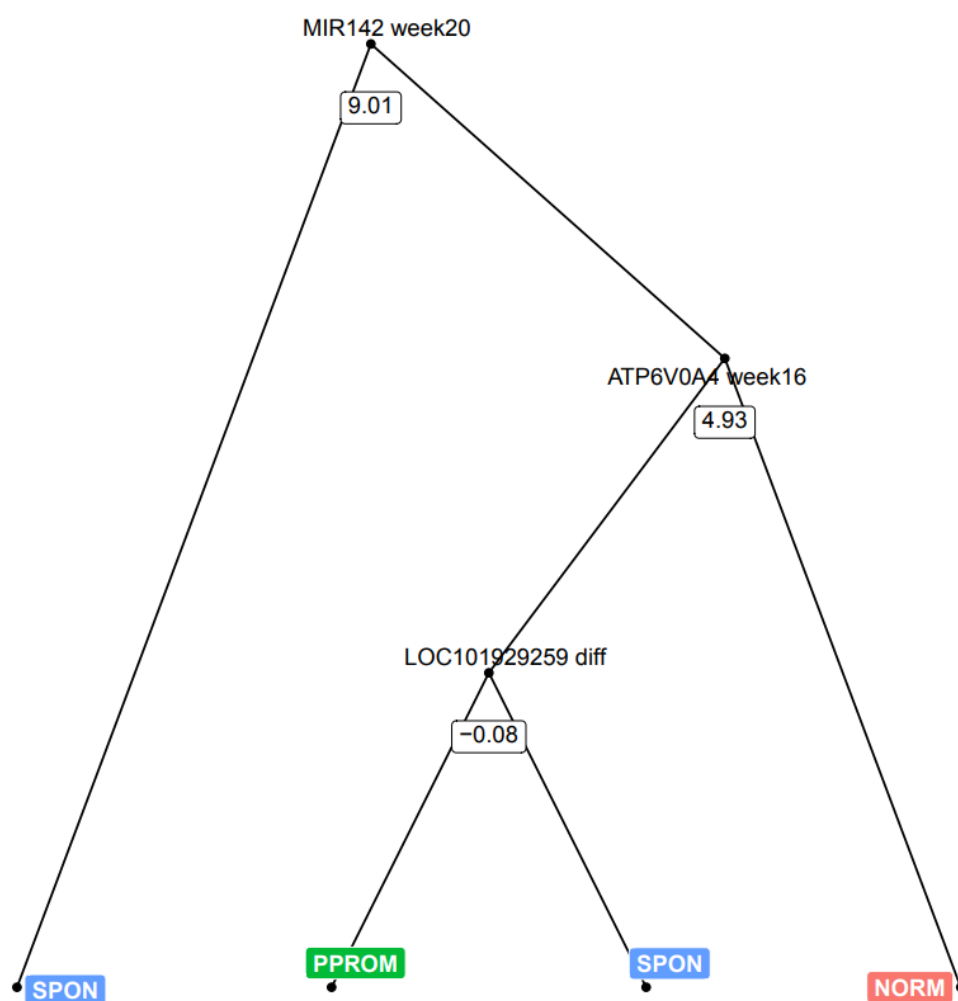 MIR142 week20
9.01
ATP6V0A4 week16
4.93
LOC101929259 diff
−0.08
PPROM
SPON
SPON
NORM